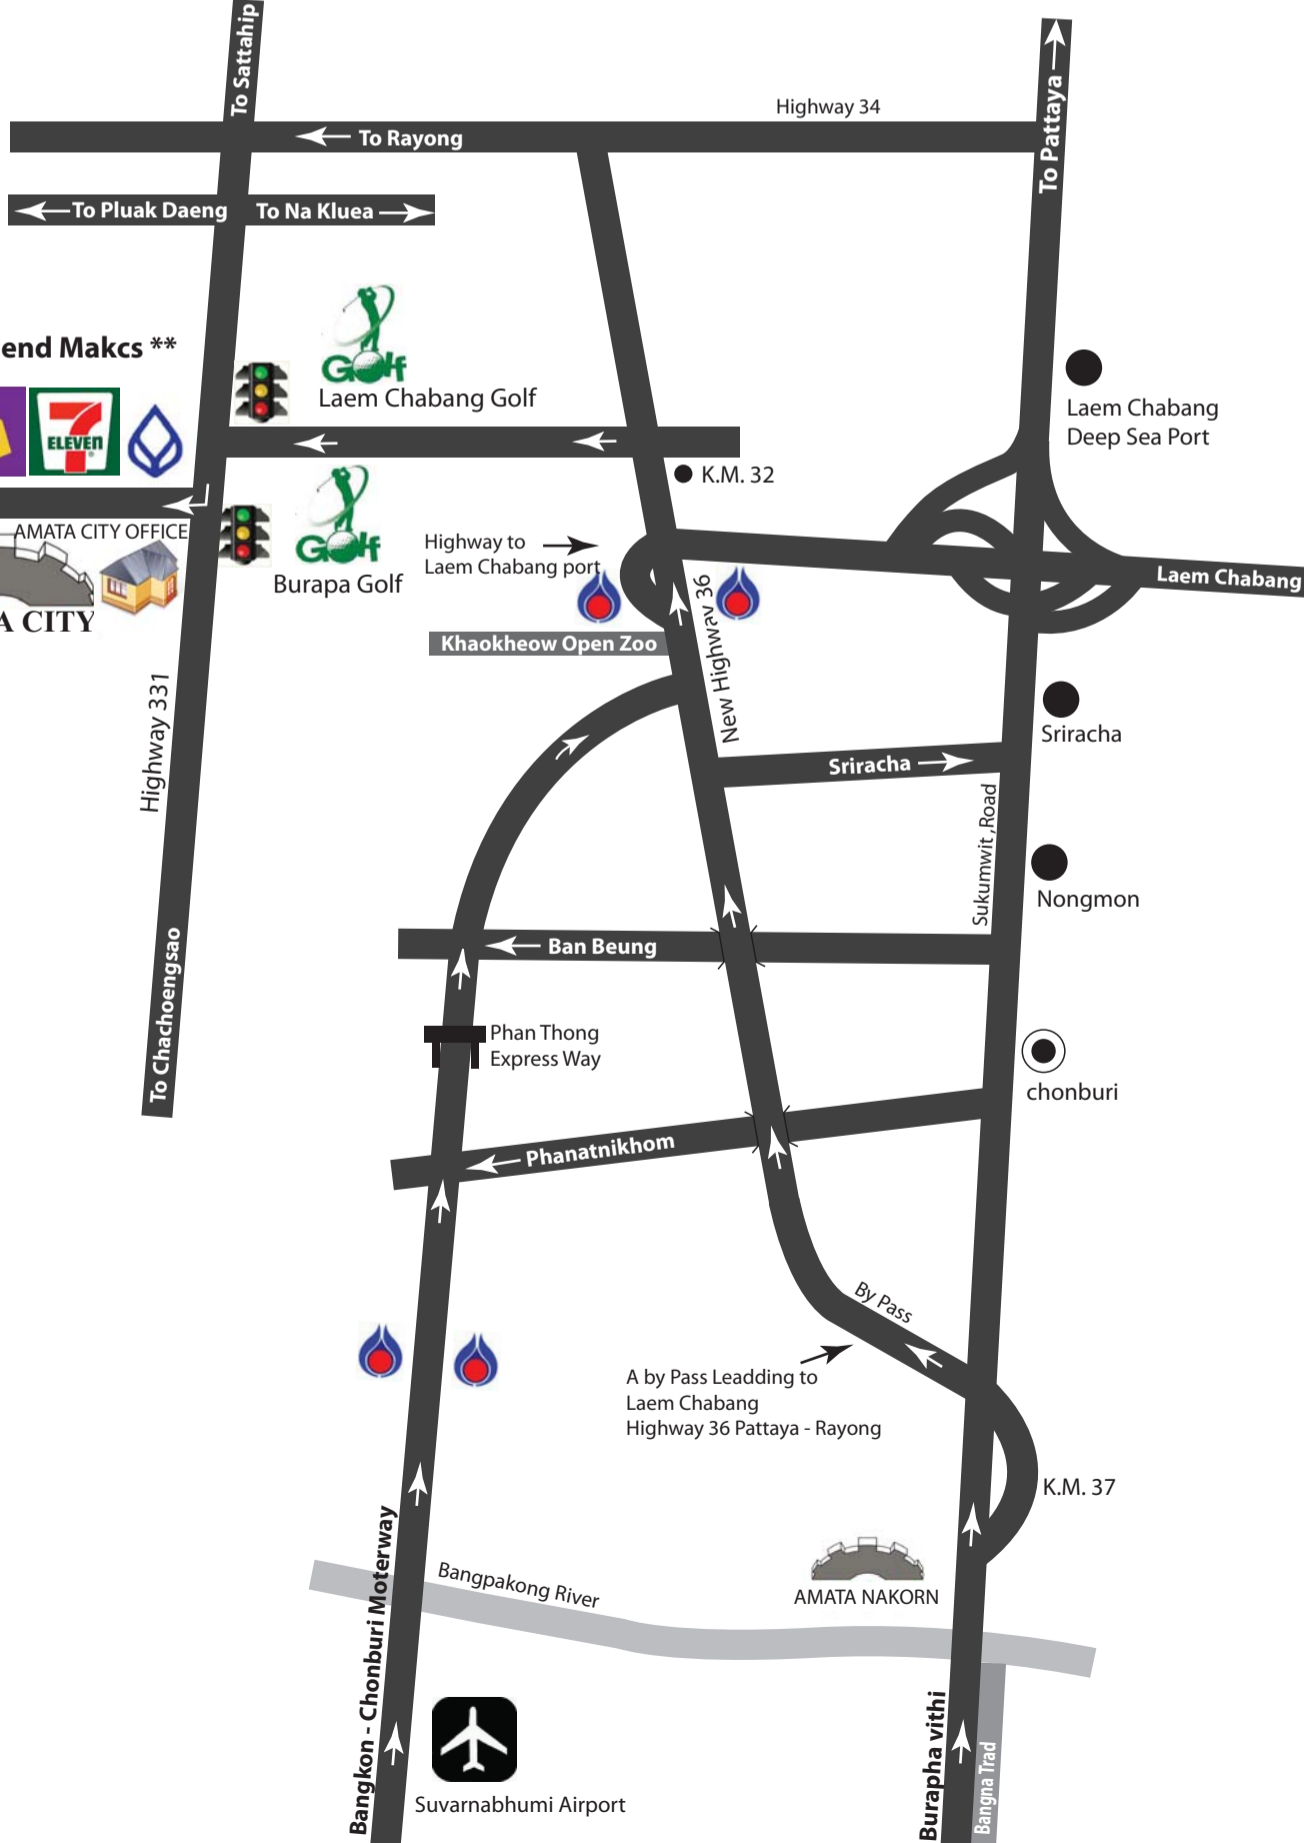 To Sattahip
To Pattaya
Highway 34
To Rayong
To Pluak Daeng
To Na Kluea
end Makcs **
Golf
Laem Chabang Golf
7
ELEVEN
Laem Chabang
Deep Sea Port
K.M. 32
AMATA CITY OFFICE
Golf
Burapa Golf
Highway to
Laem Chabang port
Laem Chabang
A CITY
Khaokheow Open Zoo
New Highway 36
Highway 331
Sriracha
Sriracha
Sukumwit ,Road
Nongmon
Ban Beung
To Chachoengsao
Phan Thong
Express Way
chonburi
Phanatnikhom
By Pass
A by Pass Leadding to
Laem Chabang
Highway 36 Pattaya - Rayong
K.M. 37
Bangkon - Chonburi Moterway
Bangpakong River
AMATA NAKORN
Burapha vithi
Bangna Trad
Suvarnabhumi Airport